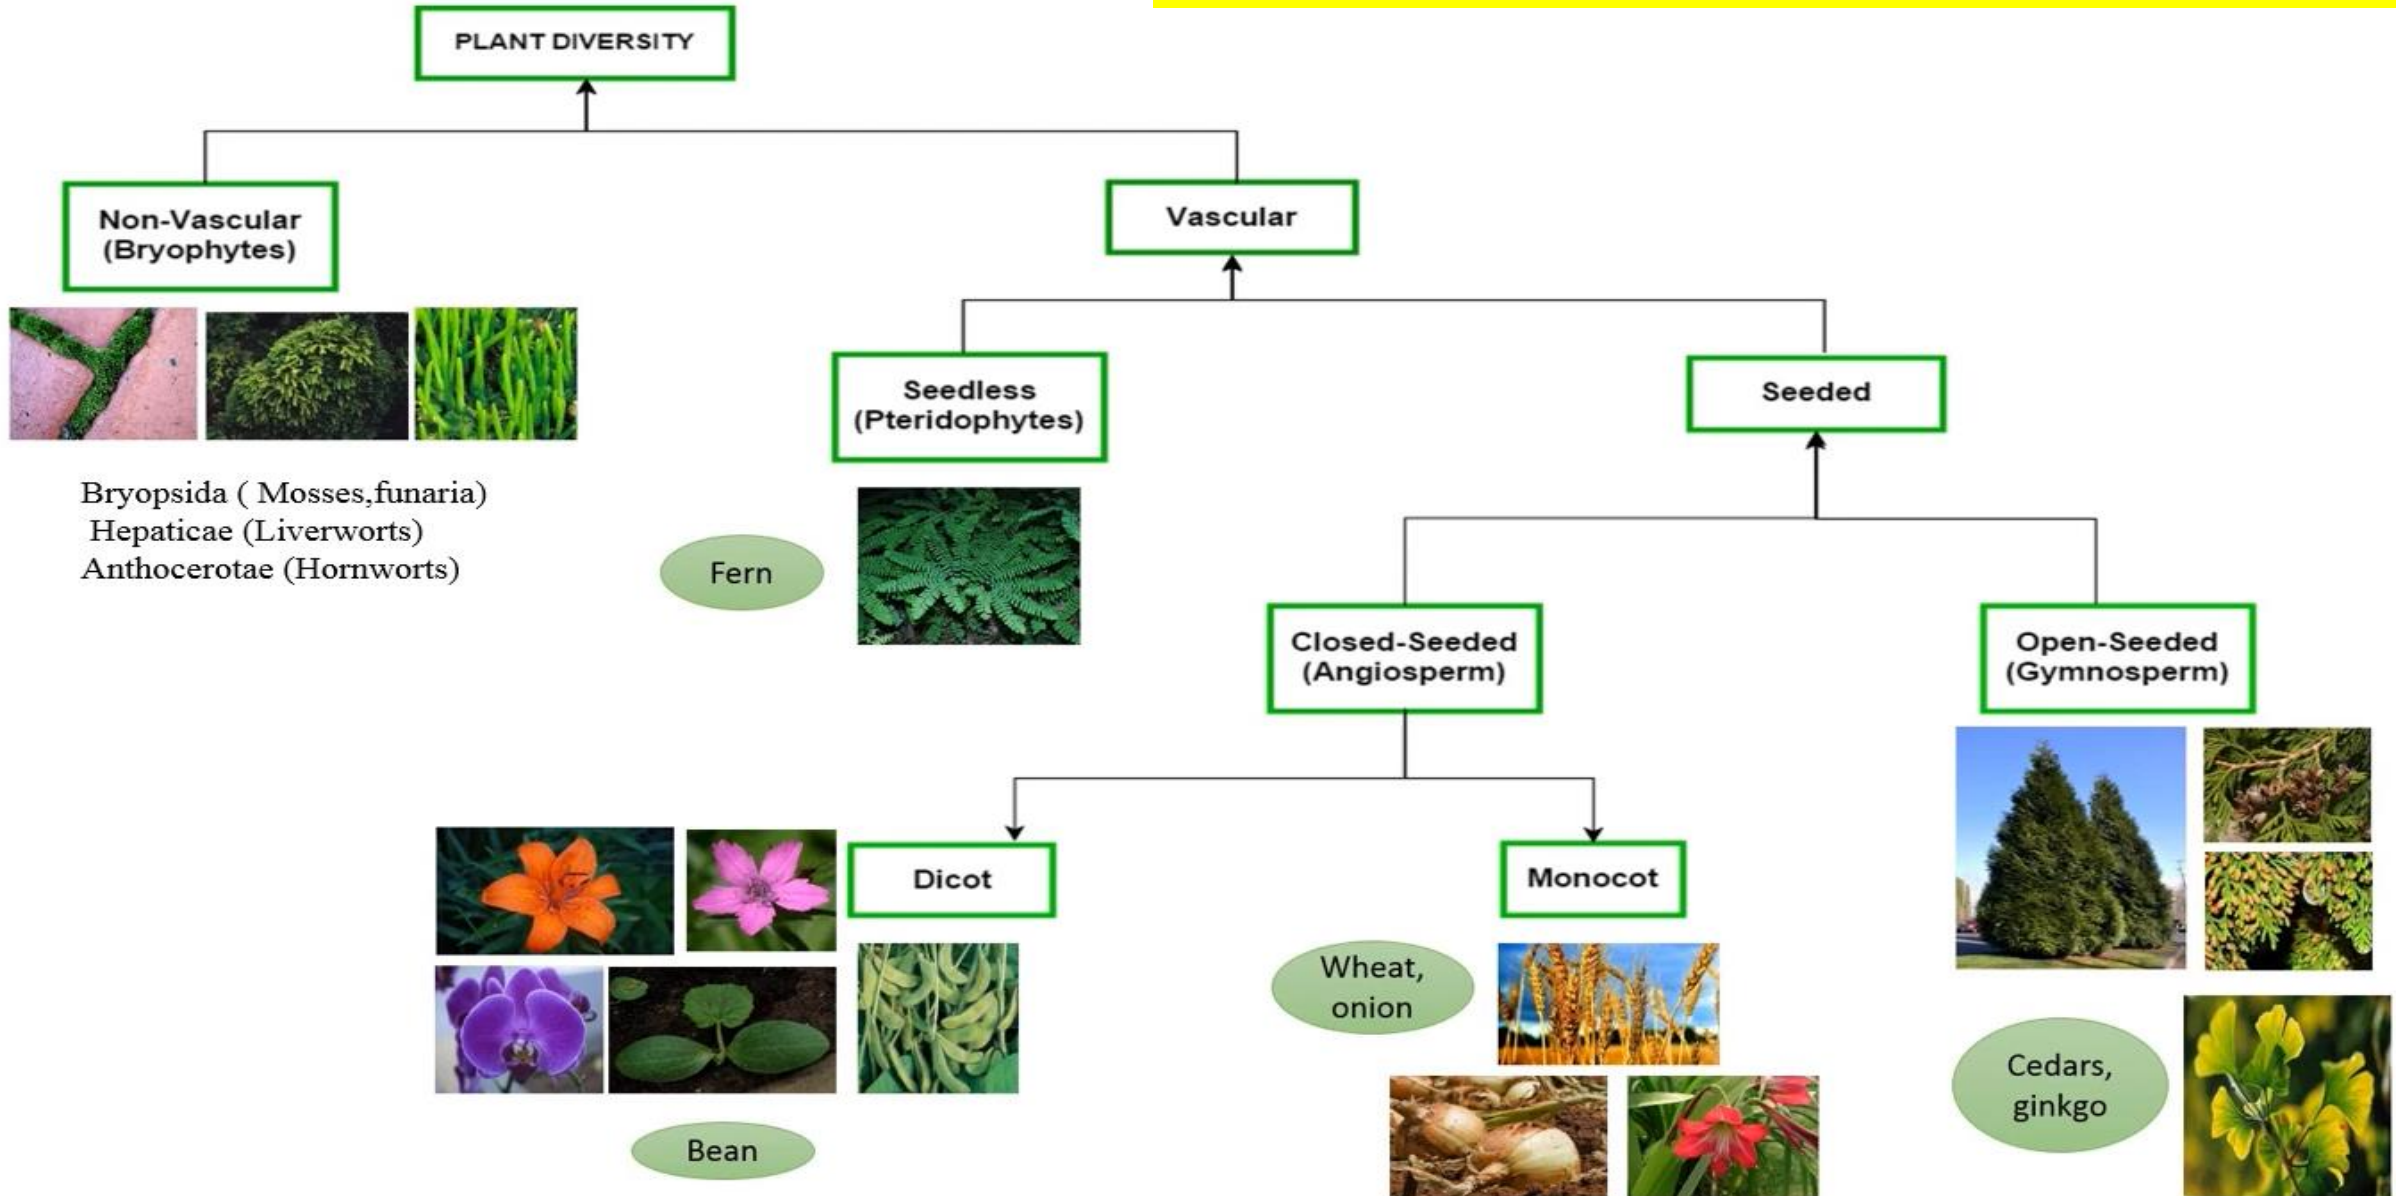 PLANT DIVERSITY
Non-Vascular
(Bryophytes)
Vascular
Seedless
(Pteridophytes)
Seeded
Bryopsida ( Mosses,funaria)
Hepaticae (Liverworts)
Anthocerotae (Hornworts)
Fern
Closed-Seeded
(Angiosperm)
Open-Seeded
(Gymnosperm)
Dicot
Monocot
Wheat,
onion
Cedars,
ginkgo
Bean